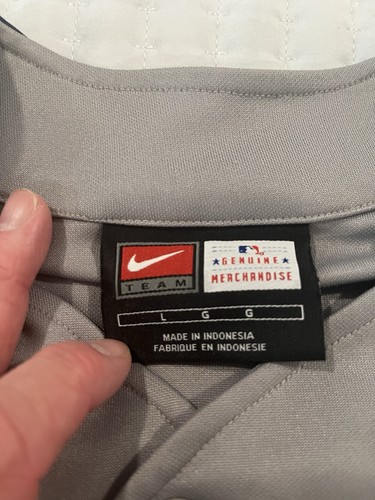 TEAM
GENUINE
MERCHANDISE
L G G
MADE IN INDONESIA
FABRIQUE EN INDONESIE